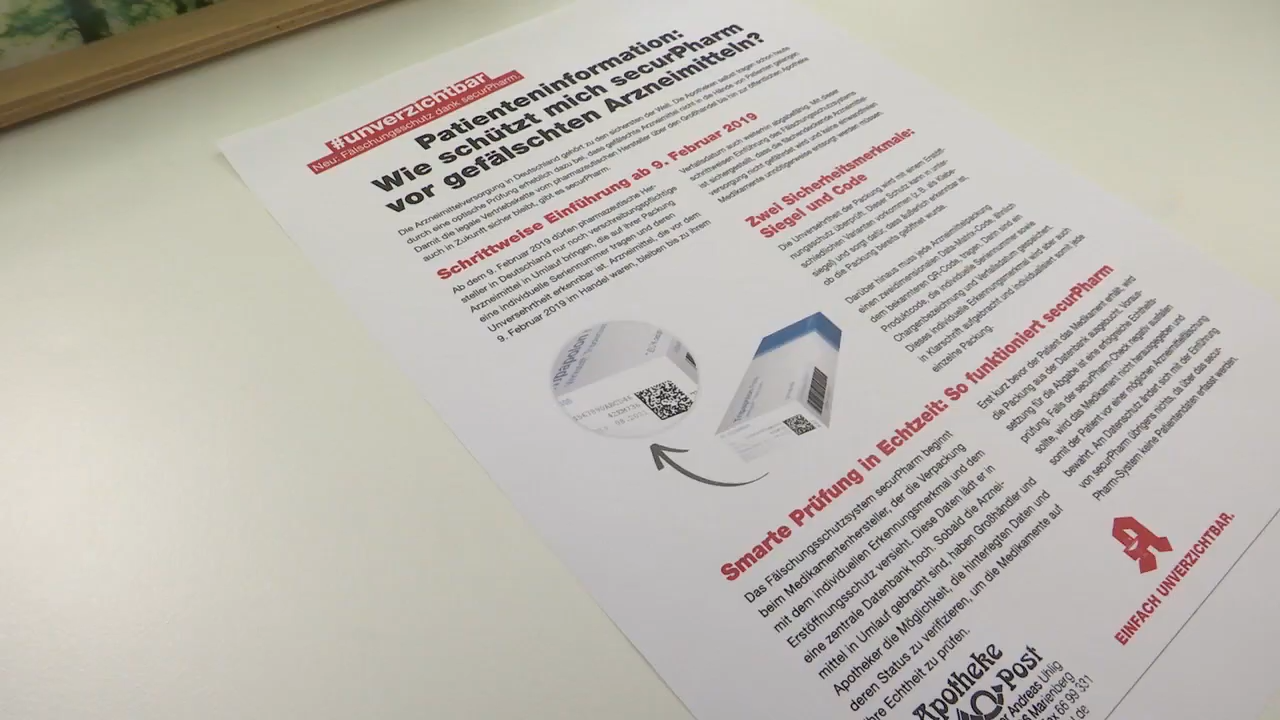 #unverzichtbar
Neu: Fälschungsschutz dank securPharm.
Patienteninformation:
Wie schützt mich securPharm
vor gefälschten Arzneimitteln?
Die Arzneimittelversorgung in Deutschland gehört zu den sichersten der Welt. Die Apotheken selbst tragen schon heute
durch eine optische Prüfung erheblich dazu bei, dass gefälschte Arzneimittel nicht in die Hände von Patienten gelangen.
Damit die legale Vertriebskette vom pharmazeutischen Hersteller über den Großhandel bis hin zur öffentlichen Apotheke
auch in Zukunft sicher bleibt, gibt es securPharm.
Schrittweise Einführung ab 9. Februar 2019
Ab dem 9. Februar 2019 dürfen pharmazeutische Her-
steller in Deutschland nur noch verschreibungspflichtige
Arzneimittel in Umlauf bringen, die auf ihrer Packung
eine individuelle Seriennummer tragen und deren
Unversehrtheit erkennbar ist. Arzneimittel, die vor dem
9. Februar 2019 im Handel waren, bleiben bis zu ihrem
Verfallsdatum auch weiterhin abgabefähig. Mit dieser
schrittweisen Einführung des Fälschungsschutzsystems
ist sichergestellt, dass die flächendeckende Arzneimittel-
versorgung nicht gefährdet wird und keine einwandfreien
Medikamente unnötigerweise entsorgt werden müssen.
Zwei Sicherheitsmerkmale:
Siegel und Code
Die Unversehrtheit der Packung wird mit einem Erstöff-
nungsschutz überprüft. Dieser Schutz kann in unter-
schiedlichen Varianten vorkommen (z.B. als Klebe-
siegel) und sorgt dafür, dass äußerlich erkennbar ist,
ob die Packung bereits geöffnet wurde.
Darüber hinaus muss jede Arzneimittelpackung
einen zweidimensionalen Data-Matrix-Code, ähnlich
dem bekannteren QR-Code, tragen. Darin sind ein
Produktcode, die individuelle Seriennummer sowie
Chargenbezeichnung und Verfallsdatum gespeichert.
Dieses individuelle Erkennungsmerkmal wird aber auch
in Klarschrift aufgebracht und individualisiert somit jede
einzelne Packung.
Smarte Prüfung in Echtzeit: So funktioniert securPharm
Das Fälschungsschutzsystem securPharm beginnt
beim Medikamentenhersteller, der die Verpackung
mit dem individuellen Erkennungsmerkmal und dem
Erstöffnungsschutz versieht. Diese Daten lädt er in
eine zentrale Datenbank hoch. Sobald die Arznei-
mittel in Umlauf gebracht sind, haben Großhändler und
Apotheker die Möglichkeit, die hinterlegten Daten und
deren Status zu verifizieren, um die Medikamente auf
ihre Echtheit zu prüfen.
Erst kurz bevor der Patient das Medikament erhält, wird
die Packung aus der Datenbank ausgebucht. Voraus-
setzung für die Abgabe ist eine erfolgreiche Echtheits-
prüfung. Falls der securPharm-Check negativ ausfallen
sollte, wird das Medikament nicht herausgegeben und
somit der Patient vor einer möglichen Arzneimittelfälschung
bewahrt. Am Datenschutz ändert sich mit der Einführung
von securPharm übrigens nichts, da über das secur-
Pharm-System keine Patientendaten erfasst werden.
EINFACH UNVERZICHTBAR.
Apotheke
Post
Andreas Uhlig
Marienberg
66 99 331
de